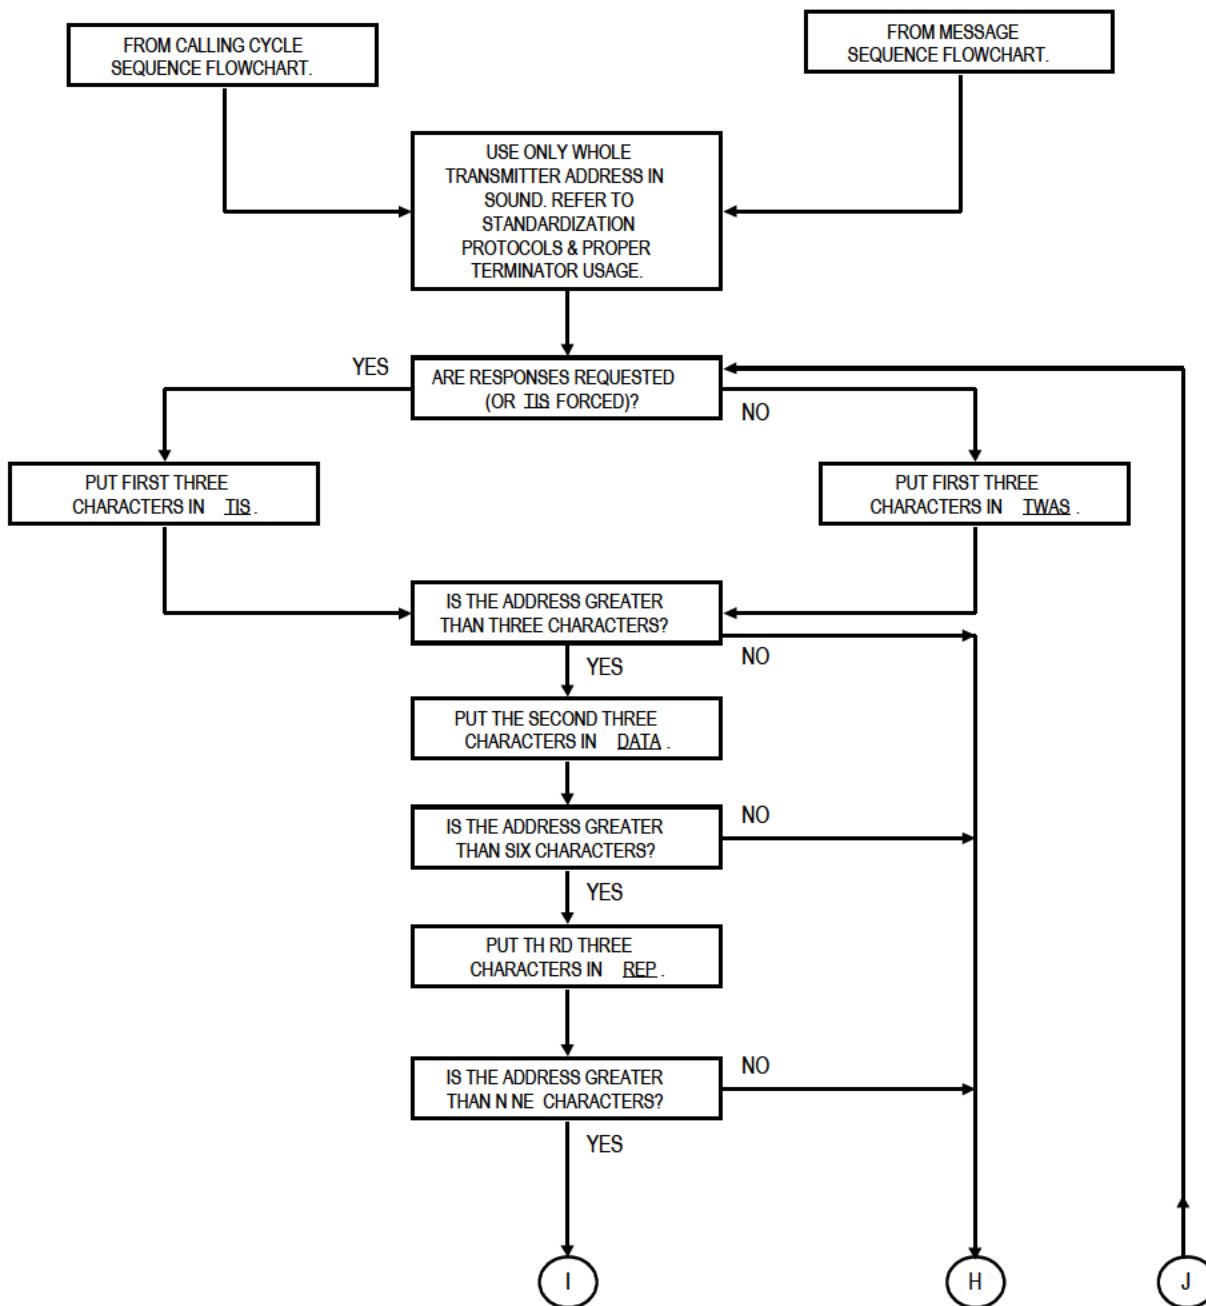 FROM CALLING CYCLE
SEQUENCE FLOWCHART.
FROM MESSAGE
SEQUENCE FLOWCHART.
USE ONLY WHOLE
TRANSMITTER ADDRESS IN
SOUND. REFER TO
STANDARDIZATION
PROTOCOLS & PROPER
TERMINATOR USAGE.
YES
ARE RESPONSES REQUESTED
(OR TIS FORCED)?
NO
PUT FIRST THREE
CHARACTERS IN TIS .
PUT FIRST THREE
CHARACTERS IN TWAS .
IS THE ADDRESS GREATER
THAN THREE CHARACTERS?
NO
YES
PUT THE SECOND THREE
CHARACTERS IN DATA .
IS THE ADDRESS GREATER
THAN SIX CHARACTERS?
NO
YES
PUT TH RD THREE
CHARACTERS IN REP .
IS THE ADDRESS GREATER
THAN N NE CHARACTERS?
NO
YES
I
H
J